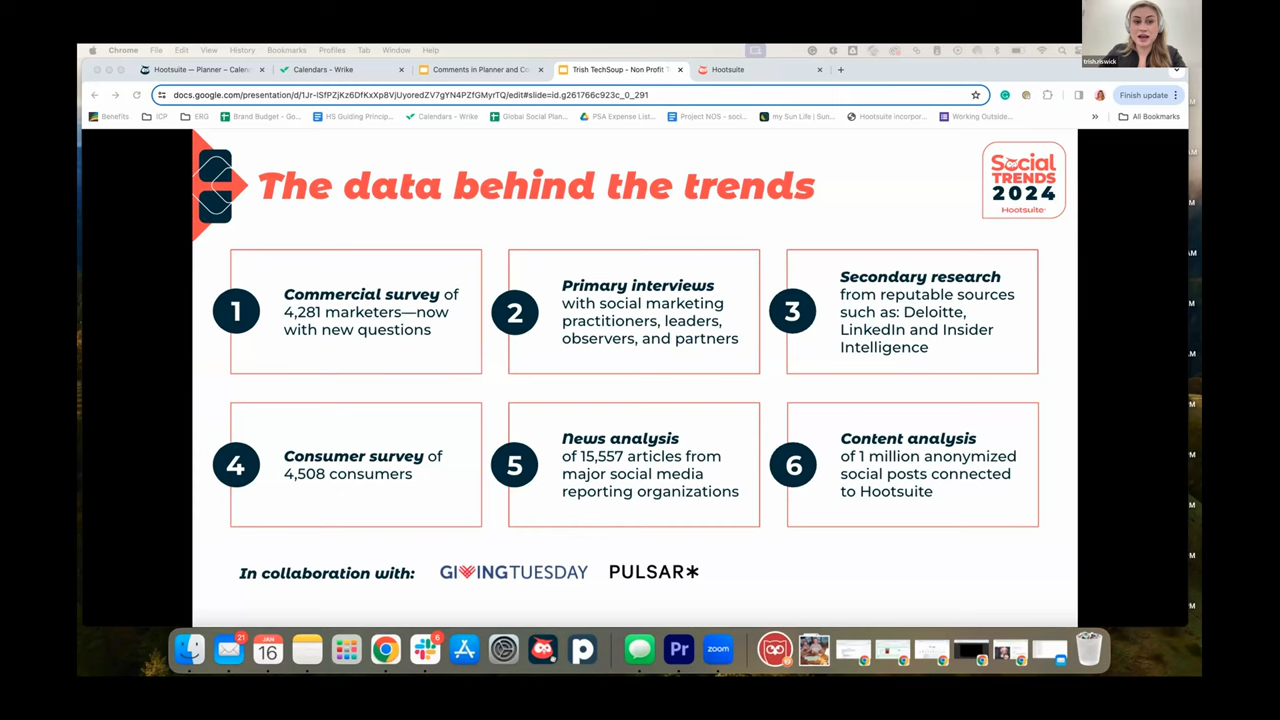 trish.riswick
Chrome File Edit View History Bookmarks Profiles Tab Window Help
Hootsuite — Planner – Calen
Calendars - Wrike
Comments in Planner and Co
Trish TechSoup - Non Profit T
Hootsuite
docs.google.com/presentation/d/1Jr-lSfPZjKz6DfKxXp8VjUyoredZV7gYN4PZfGMyrTQ/edit#slide=id.g261766c923c_0_291
Finish update
Benefits
ICP
ERG
Brand Budget - Go...
HS Guiding Princip...
Calendars – Wrike
Global Social Plan...
PSA Expense List...
Project NOS - soci...
my Sun Life | Sun...
Hootsuite incorpor...
Working Outside...
All Bookmarks
The data behind the trends
Social
TRENDS
2024
Hootsuite
1
Commercial survey of
4,281 marketers—now
with new questions
2
Primary interviews
with social marketing
practitioners, leaders,
observers, and partners
3
Secondary research
from reputable sources
such as: Deloitte,
LinkedIn and Insider
Intelligence
4
Consumer survey of
4,508 consumers
5
News analysis
of 15,557 articles from
major social media
reporting organizations
6
Content analysis
of 1 million anonymized
social posts connected
to Hootsuite
In collaboration with: GIVINGTUESDAY PULSAR*
21
JAN
16
6
Pr
zoom